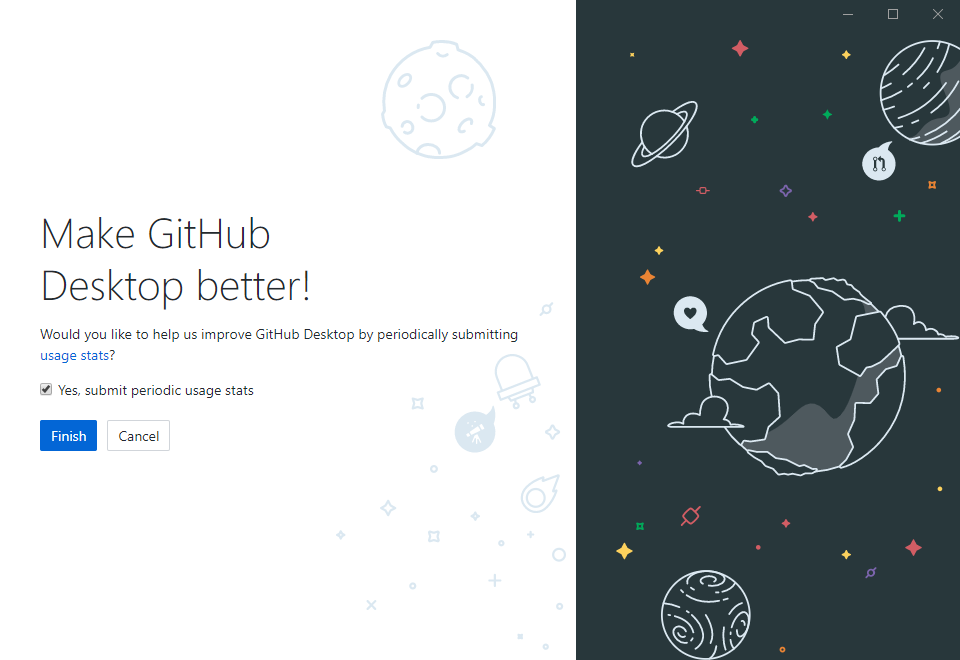 Make GitHub
Desktop better!
Would you like to help us improve GitHub Desktop by periodically submitting
usage stats?
Yes, submit periodic usage stats
Finish
Cancel